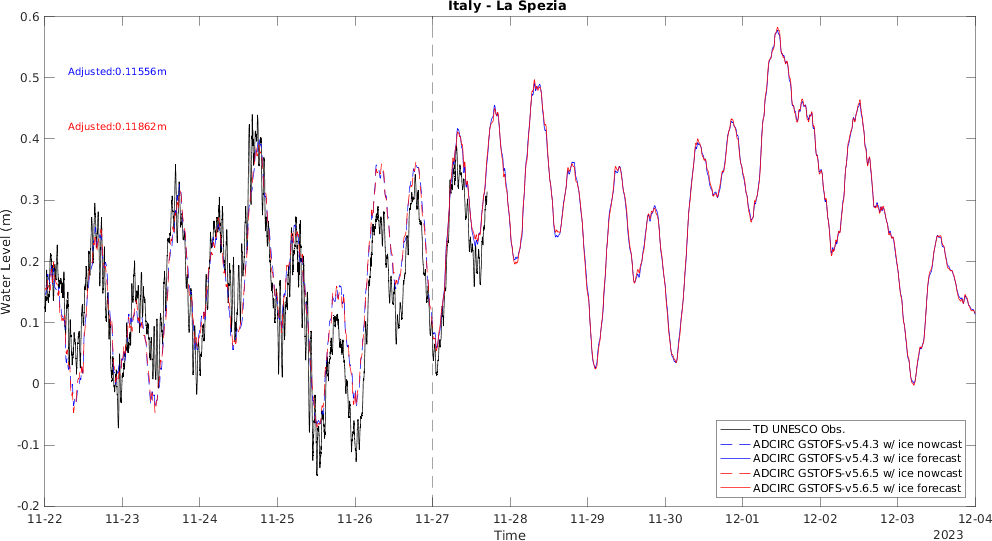 Italy - La Spezia
Adjusted:0.11556m
Adjusted:0.11862m
Water Level (m)
0.6
0.5
0.4
0.3
0.2
0.1
0
-0.1
-0.2
TD UNESCO Obs.
ADCIRC GSTOFS-v5.4.3 w/ ice nowcast
ADCIRC GSTOFS-v5.4.3 w/ ice forecast
ADCIRC GSTOFS-v5.6.5 w/ ice nowcast
ADCIRC GSTOFS-v5.6.5 w/ ice forecast
11-22 11-23 11-24 11-25 11-26 11-27 11-28 11-29 11-30 12-01 12-02 12-03 12-04
Time
2023